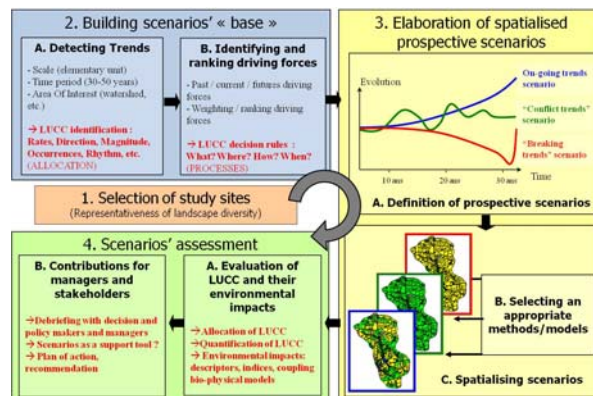 2. Building scenarios' « base »
A. Detecting Trends
- Scale (elementary unit)
- Time period (30-50 years)
- Area Of Interest (watershed,
etc.)
→ LUCC identification :
Rates, Direction, Magnitude,
Occurrences, Rhythm, etc.
(ALLOCATION)
B. Identifying and
ranking driving forces
- Past / current / futures driving
forces
- Weighting / ranking driving
forces
→ LUCC decision rules :
What? Where? How? When?
(PROCESSES)
1. Selection of study sites
(Representativeness of landscape diversity)
3. Elaboration of spatialised
prospective scenarios
Evolution
On-going trends
scenario
"Conflict trends"
scenario
"Breaking
trends" scenario
10 ans
20 ans
30 ans
Time
A. Definition of prospective scenarios
B. Selecting an
appropriate
methods/models
C. Spatialising scenarios
4. Scenarios' assessment
B. Contributions for
managers and
stakeholders
→Debriefing with decision and
policy makers and managers
→Scenarios as a support tool ?
→ Plan of action,
recommendation
A. Evaluation of
LUCC and their
environmental
impacts
→Allocation of LUCC
→Quantification of LUCC
→ Environmental impacts:
descriptors, indices, coupling
bio-physical models